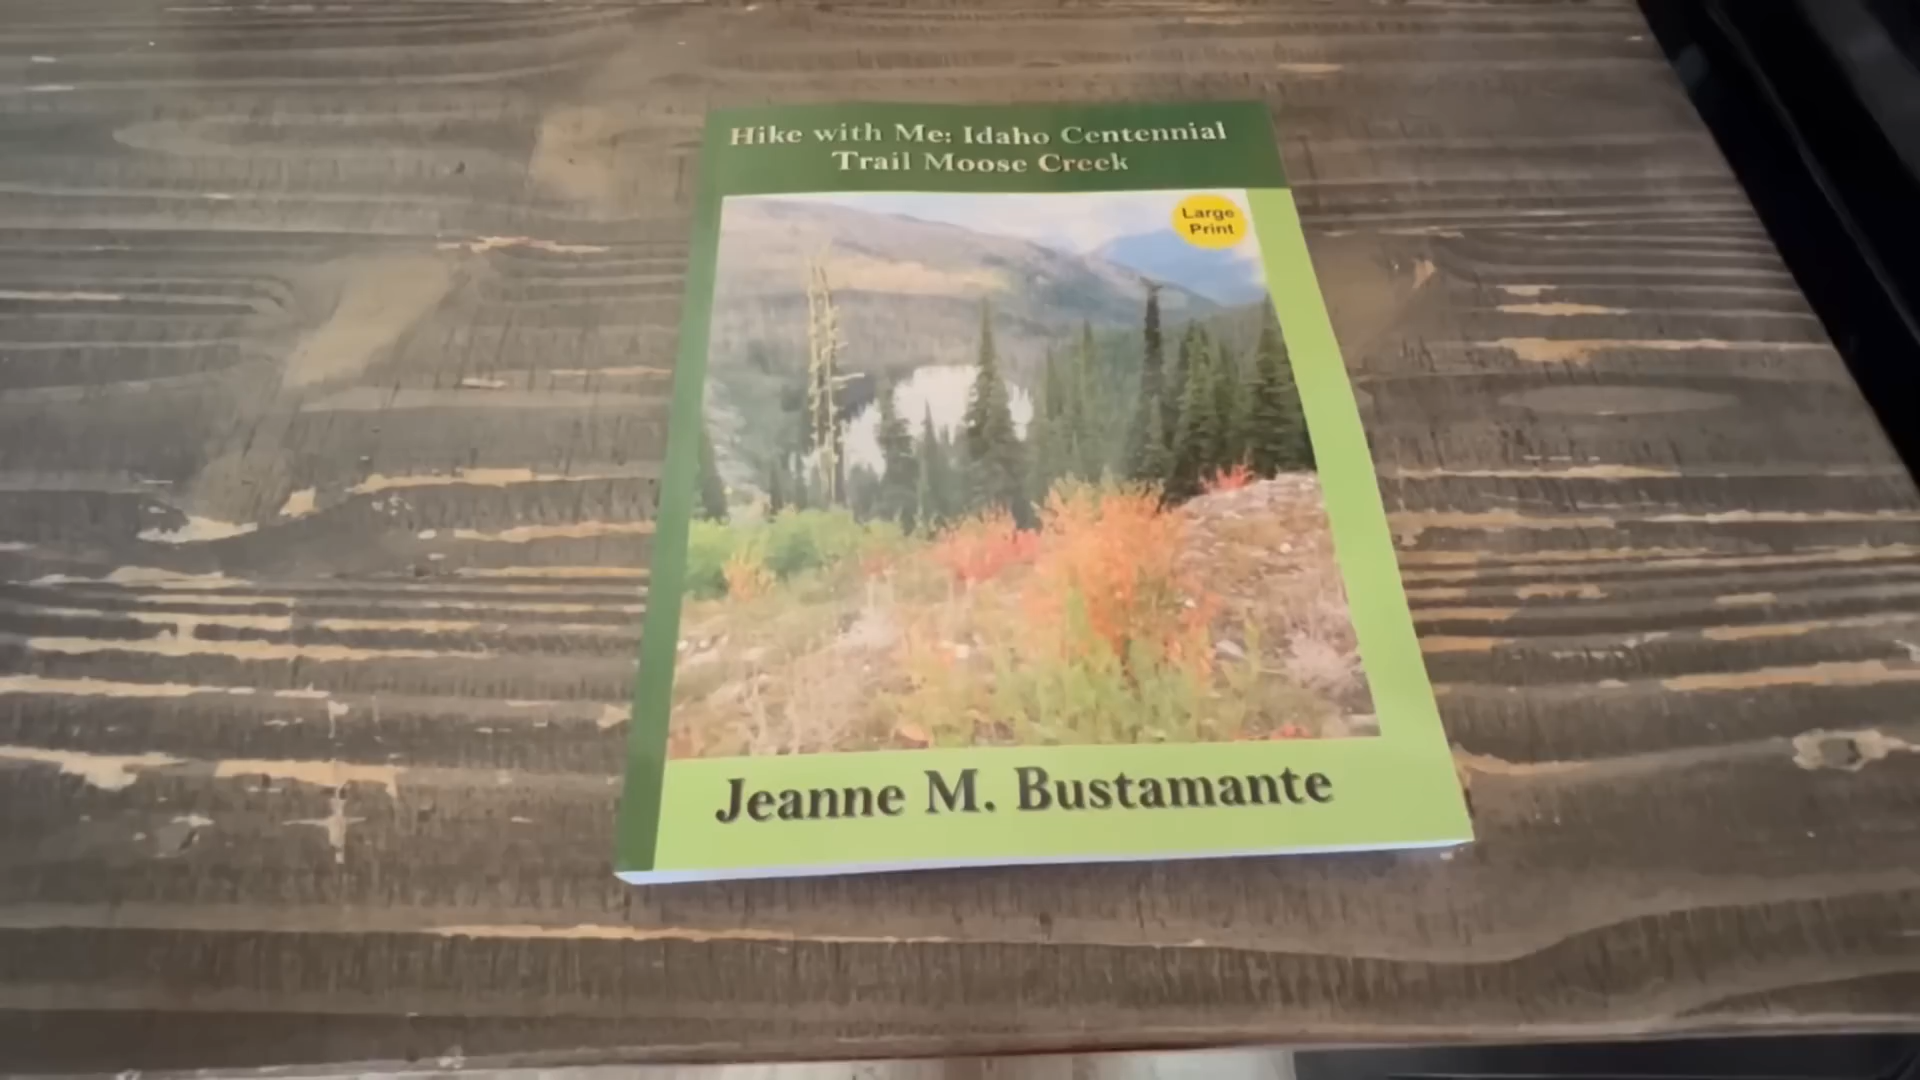 Hike with Me: Idaho Centennial
Trail Moose Creek
Large
Print
Jeanne M. Bustamante